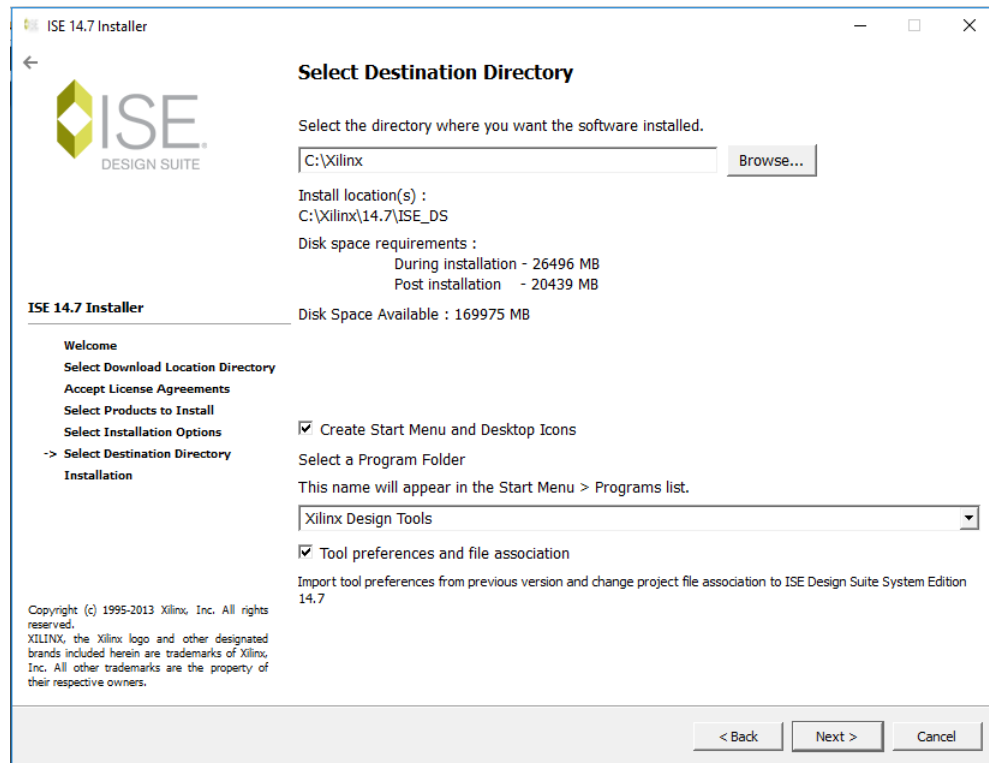 ISE 14.7 Installer
ISE.
DESIGN SUITE
Select Destination Directory
Select the directory where you want the software installed.
C:\Xilinx
Browse...
Install location(s) :
C:\Xilinx\14.7\ISE_DS
Disk space requirements :
During installation - 26496 MB
Post installation - 20439 MB
Disk Space Available : 169975 MB
ISE 14.7 Installer
Welcome
Select Download Location Directory
Accept License Agreements
Select Products to Install
Select Installation Options
-> Select Destination Directory
Installation
Create Start Menu and Desktop Icons
Select a Program Folder
This name will appear in the Start Menu > Programs list.
Xilinx Design Tools
Tool preferences and file association
Import tool preferences from previous version and change project file association to ISE Design Suite System Edition
14.7
Copyright (c) 1995-2013 Xilinx, Inc. All rights
reserved.
XILINX, the Xilinx logo and other designated
brands included herein are trademarks of Xilinx,
Inc. All other trademarks are the property of
their respective owners.
< Back
Next >
Cancel